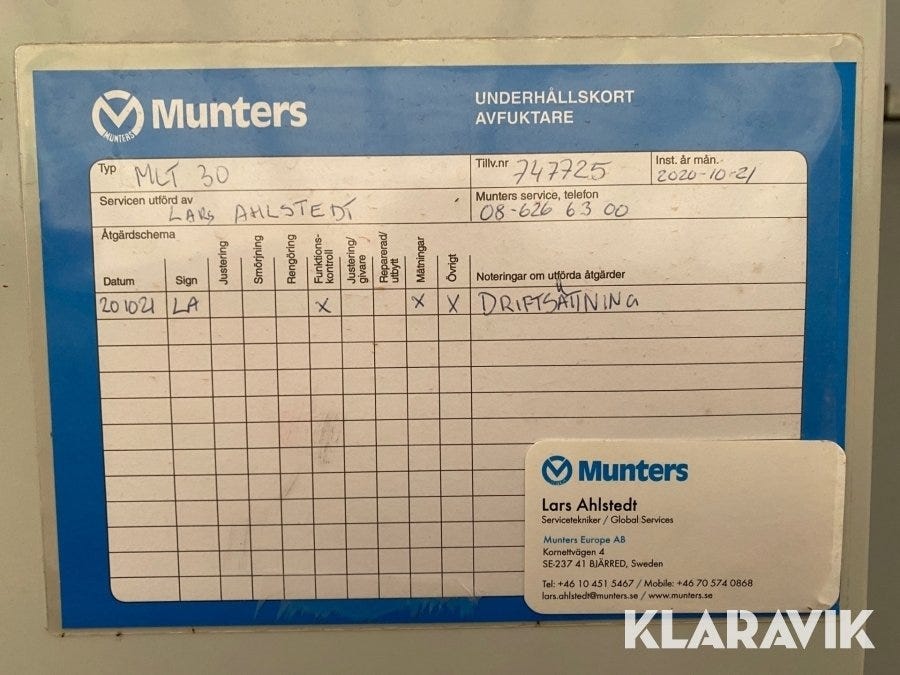 Munters
MUNTERS
UNDERHÅLLSKORT
AVFUKTARE
Typ MLT 30
Tillv.nr 747725
Inst. år mån. 2020-10-21
Servicen utförd av LARS AHLSTEDT
Munters service, telefon 08-626 63 00
Åtgärdschema
Datum Sign Justering Smörjning Rengöring Funktions-kontroll Justering/givare Reparerad/utbytt Mätningar Övrigt Noteringar om utförda åtgärder
201021 LA X X X DRIFTSÄTTNING
Munters
Lars Ahlstedt
Servicetekniker / Global Services
Munters Europe AB
Kornettvägen 4
SE-237 41 BJÄRRED, Sweden
Tel: +46 10 451 5467 / Mobile: +46 70 574 0868
lars.ahlstedt@munters.se / www.munters.se
KLARAVIK